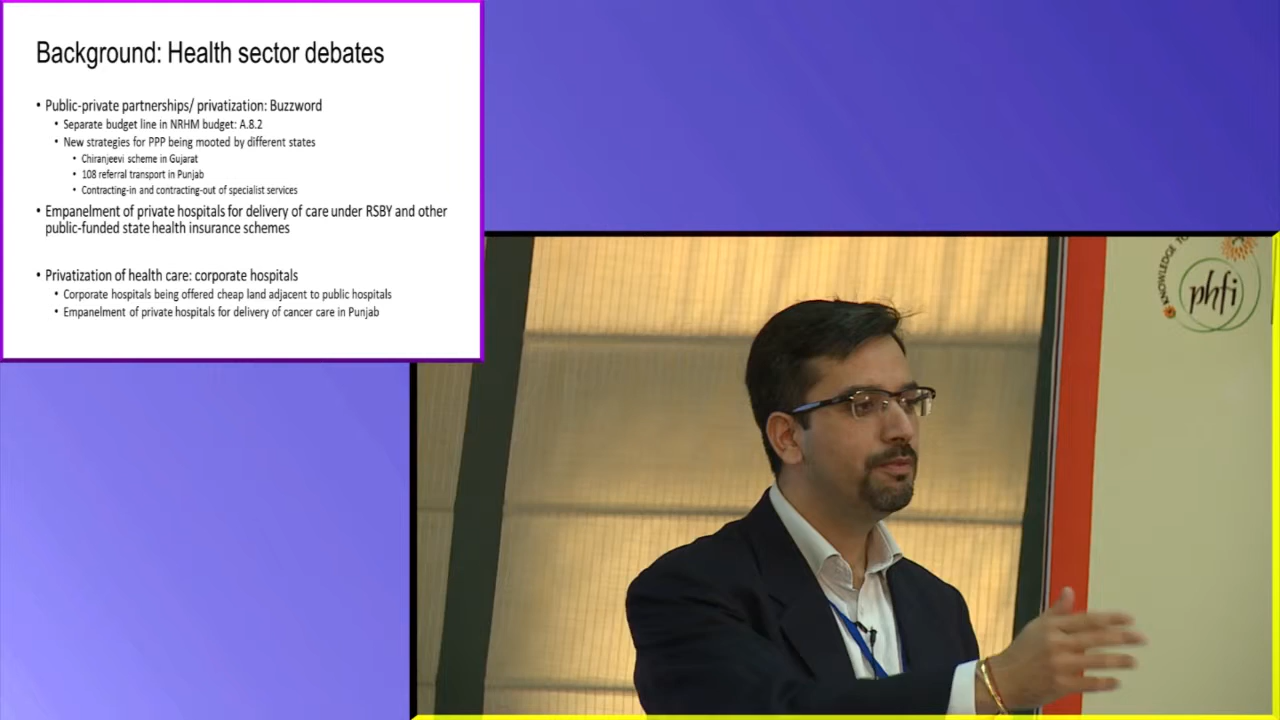 Background: Health sector debates
• Public-private partnerships/ privatization: Buzzword
• Separate budget line in NRHM budget: A.8.2
• New strategies for PPP being mooted by different states
• Chiranjeevi scheme in Gujarat
• 108 referral transport in Punjab
• Contracting-in and contracting-out of specialist services
• Empanelment of private hospitals for delivery of care under RSBY and other
public-funded state health insurance schemes
• Privatization of health care: corporate hospitals
• Corporate hospitals being offered cheap land adjacent to public hospitals
• Empanelment of private hospitals for delivery of cancer care in Punjab
KNOWLEDGE TO
phfi